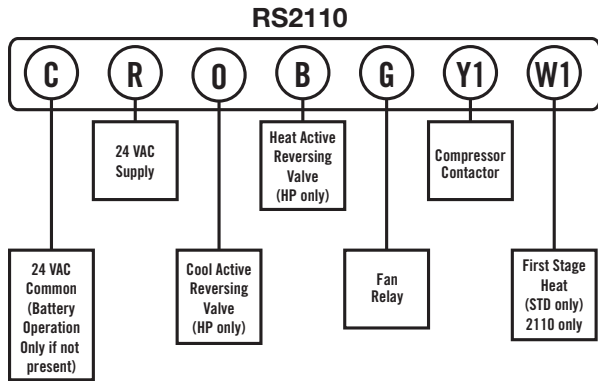 RS2110
C R O B G Y1 W1
24 VAC
Supply
Heat Active
Reversing
Valve
(HP only)
Compressor
Contactor
24 VAC
Common
(Battery
Operation
Only if not
present)
Cool Active
Reversing
Valve
(HP only)
Fan
Relay
First Stage
Heat
(STD only)
2110 only